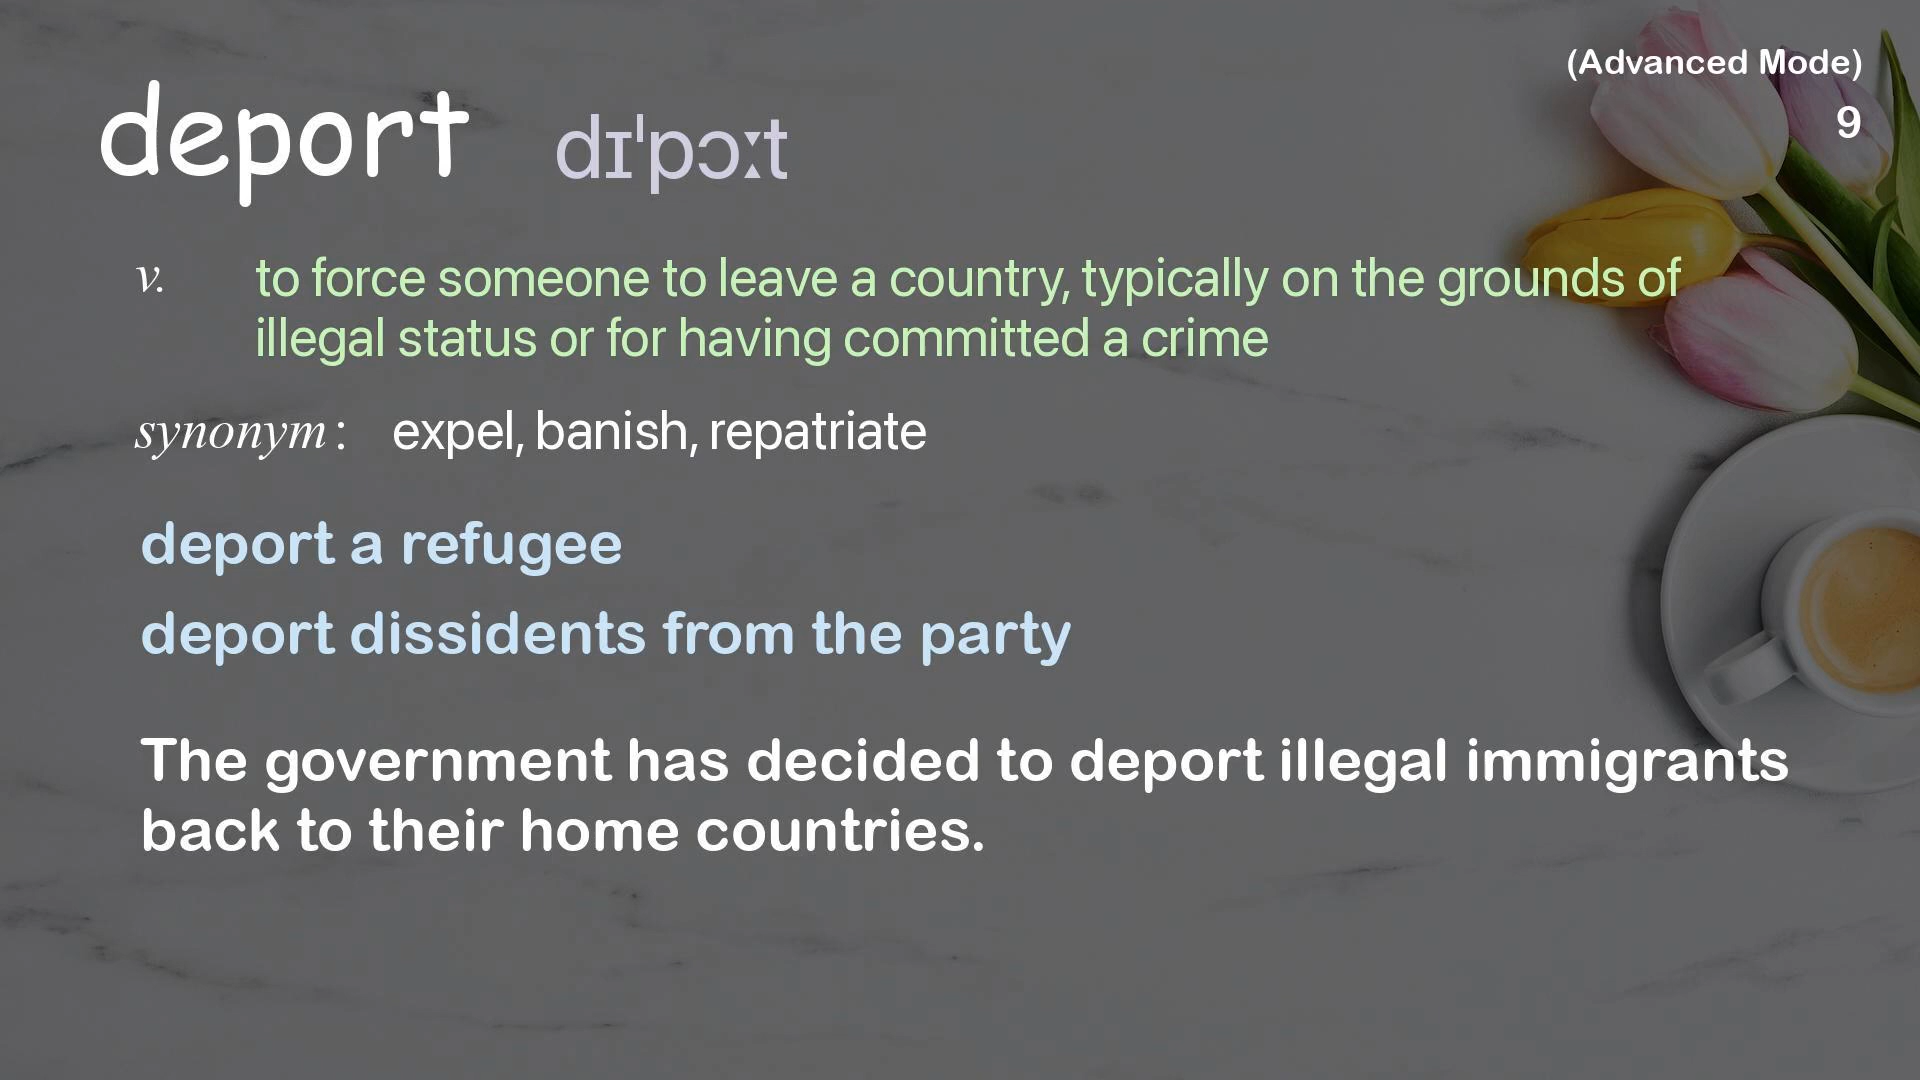 (Advanced Mode)
deport dɪˈpɔːt
9
v. to force someone to leave a country, typically on the grounds of
illegal status or for having committed a crime
synonym: expel, banish, repatriate
deport a refugee
deport dissidents from the party
The government has decided to deport illegal immigrants
back to their home countries.